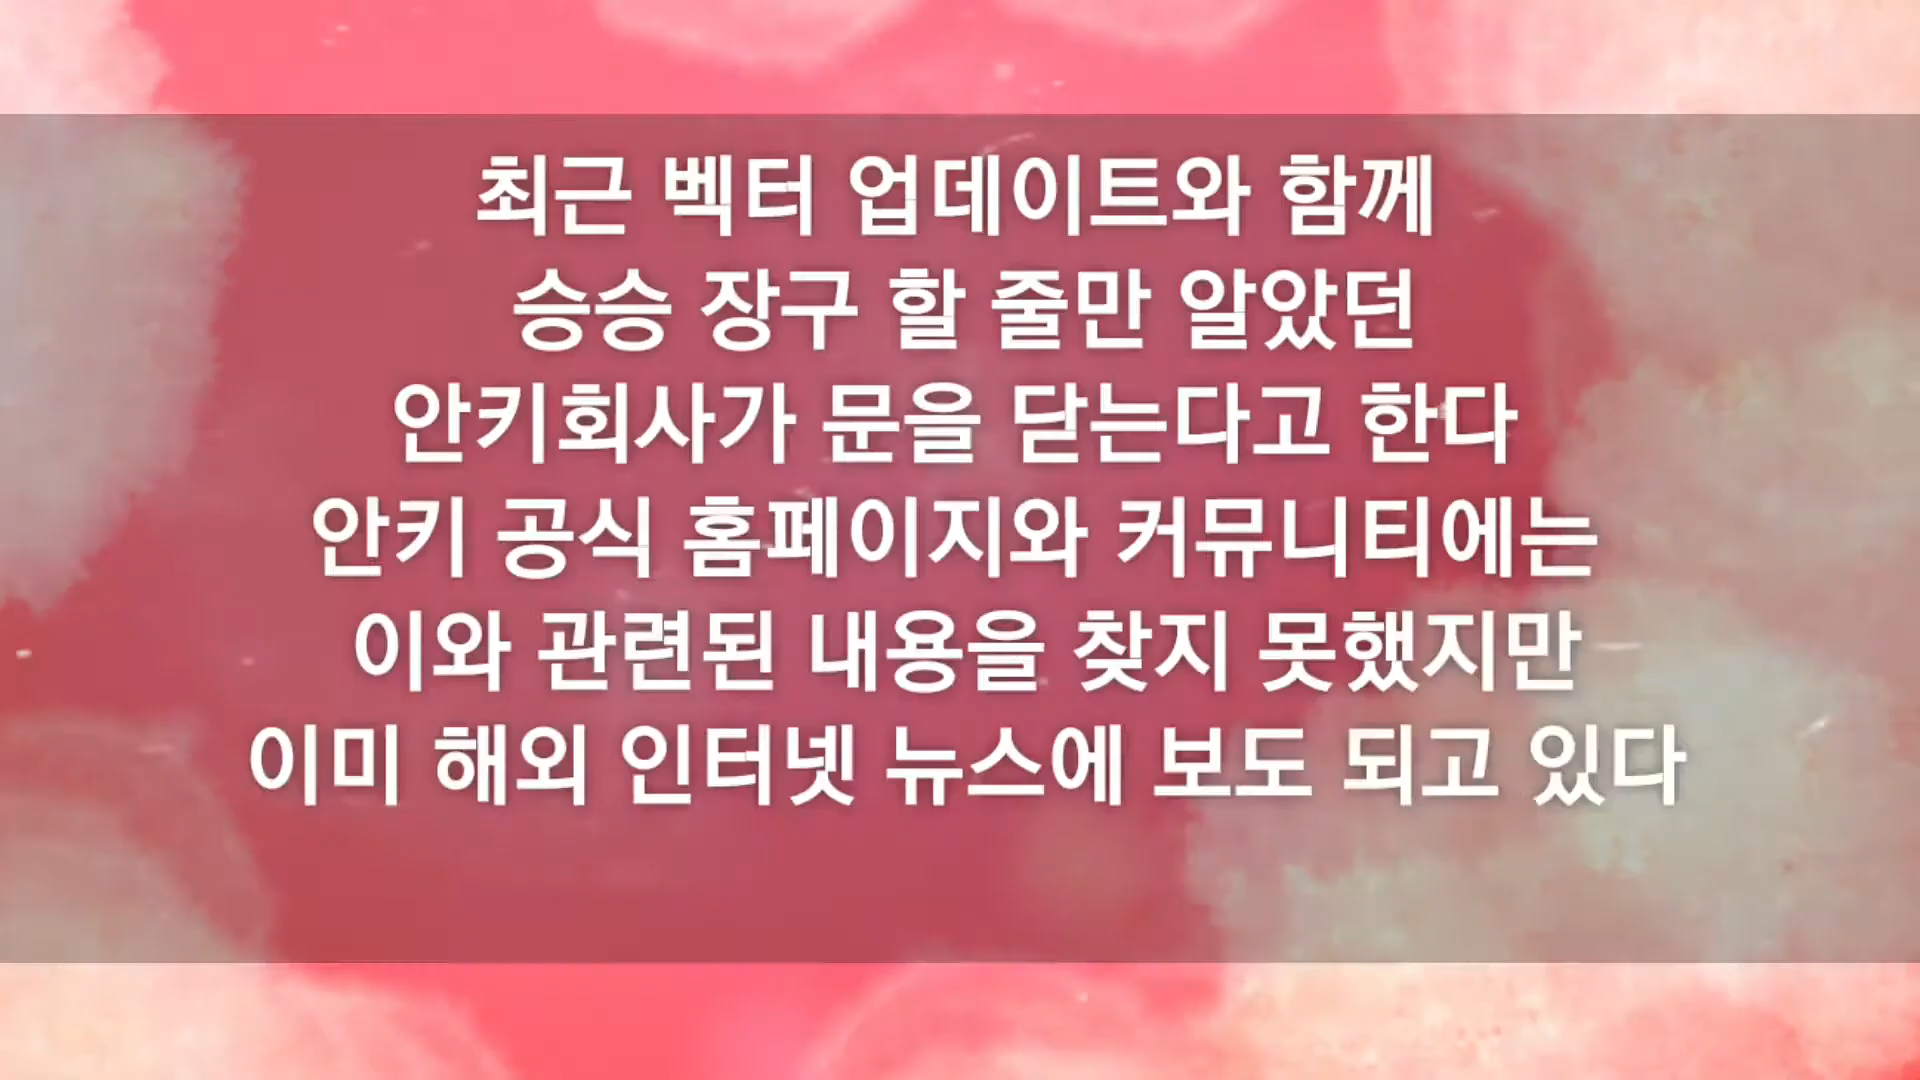 최근 벡터 업데이트와 함께
승승 장구 할 줄만 알았던
안키회사가 문을 닫는다고 한다
안키 공식 홈페이지와 커뮤니티에는
이와 관련된 내용을 찾지 못했지만
이미 해외 인터넷 뉴스에 보도 되고 있다